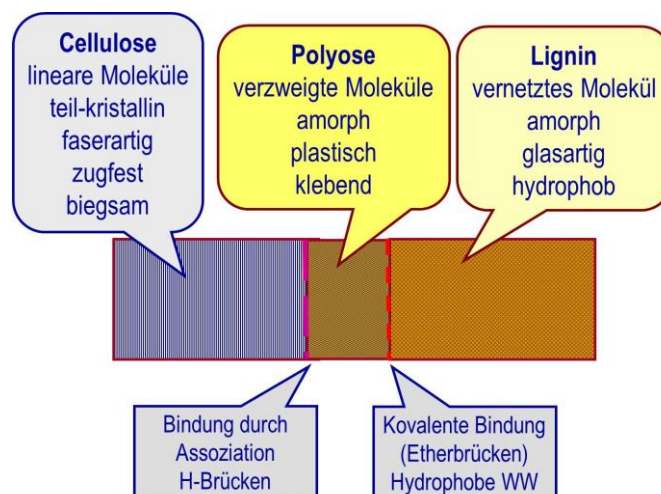 Cellulose
lineare Moleküle
teil-kristallin
faserartig
zugfest
biegsam
Polyose
verzweigte Moleküle
amorph
plastisch
klebend
Lignin
vernetztes Molekül
amorph
glasartig
hydrophob
Bindung durch
Assoziation
H-Brücken
Kovalente Bindung
(Etherbrücken)
Hydrophobe WW